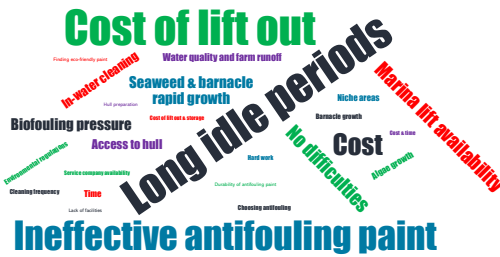 Cost of lift out
Finding eco-friendly paint
Water quality and farm runoff
In-water cleaning
Long idle periods
Marina lift availability
Seaweed & barnacle
rapid growth
Hull preparation
Niche areas
Cost of lift out & storage
Barnacle growth
Biofouling pressure
No difficulties
Cost
Cost & time
Access to hull
Environmental regulations
Hard work
Algae growth
Service company availability
Durability of antifouling paint
Cleaning frequency
Time
Lack of facilities
Choosing antifouling
Ineffective antifouling paint